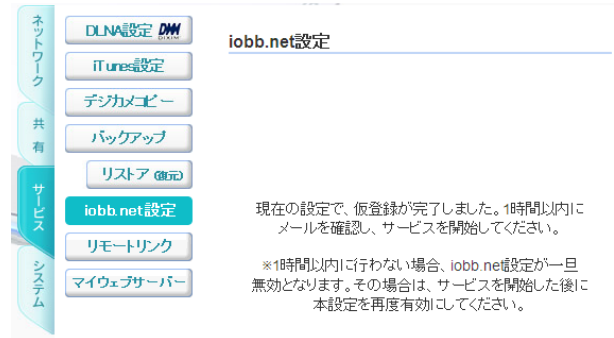 ネットワーク
共有
サービス
システム
DLNA設定 DiXiM
iTunes設定
デジカメコピー
バックアップ
リストア(復元)
iobb.net設定
リモートリンク
マイウェブサーバー
iobb.net設定
現在の設定で、仮登録が完了しました。1時間以内に
メールを確認し、サービスを開始してください。
※1時間以内に行わない場合、iobb.net設定が一旦
無効となります。その場合は、サービスを開始した後に
本設定を再度有効にしてください。